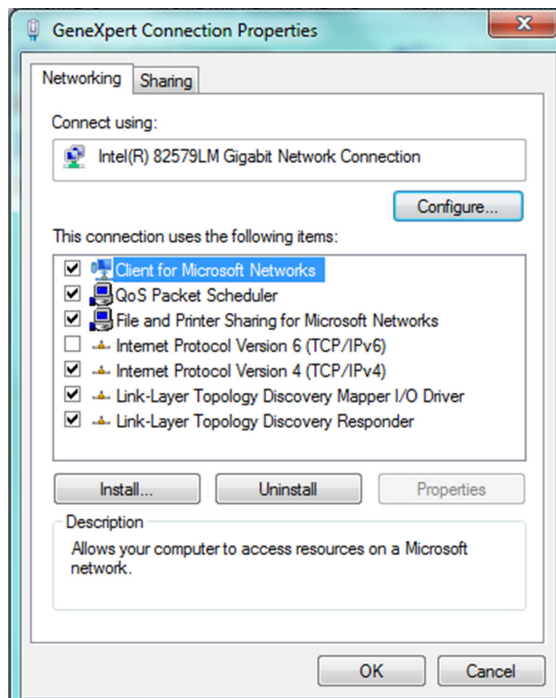 GeneXpert Connection Properties
Networking
Sharing
Connect using:
Intel(R) 82579LM Gigabit Network Connection
Configure...
This connection uses the following items:
Client for Microsoft Networks
QoS Packet Scheduler
File and Printer Sharing for Microsoft Networks
Internet Protocol Version 6 (TCP/IPv6)
Internet Protocol Version 4 (TCP/IPv4)
Link-Layer Topology Discovery Mapper I/O Driver
Link-Layer Topology Discovery Responder
Install...
Uninstall
Properties
Description
Allows your computer to access resources on a Microsoft
network.
OK
Cancel